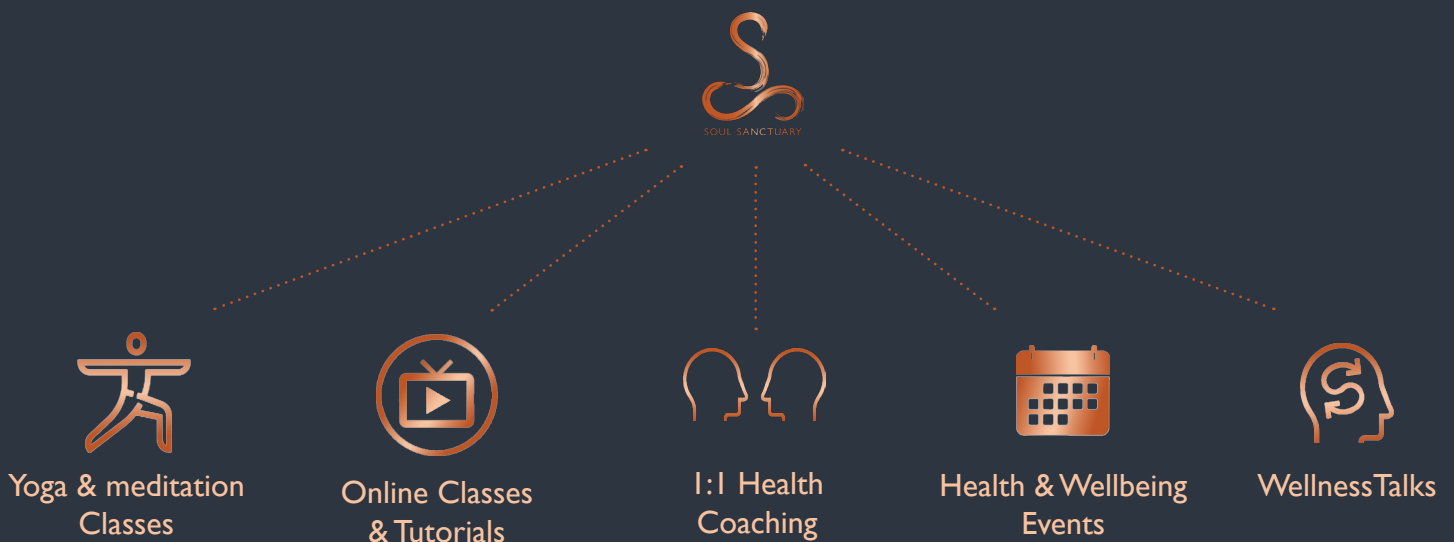 SOUL SANCTUARY
Yoga & meditation
Classes
Online Classes
& Tutorials
1:1 Health
Coaching
Health & Wellbeing
Events
WellnessTalks